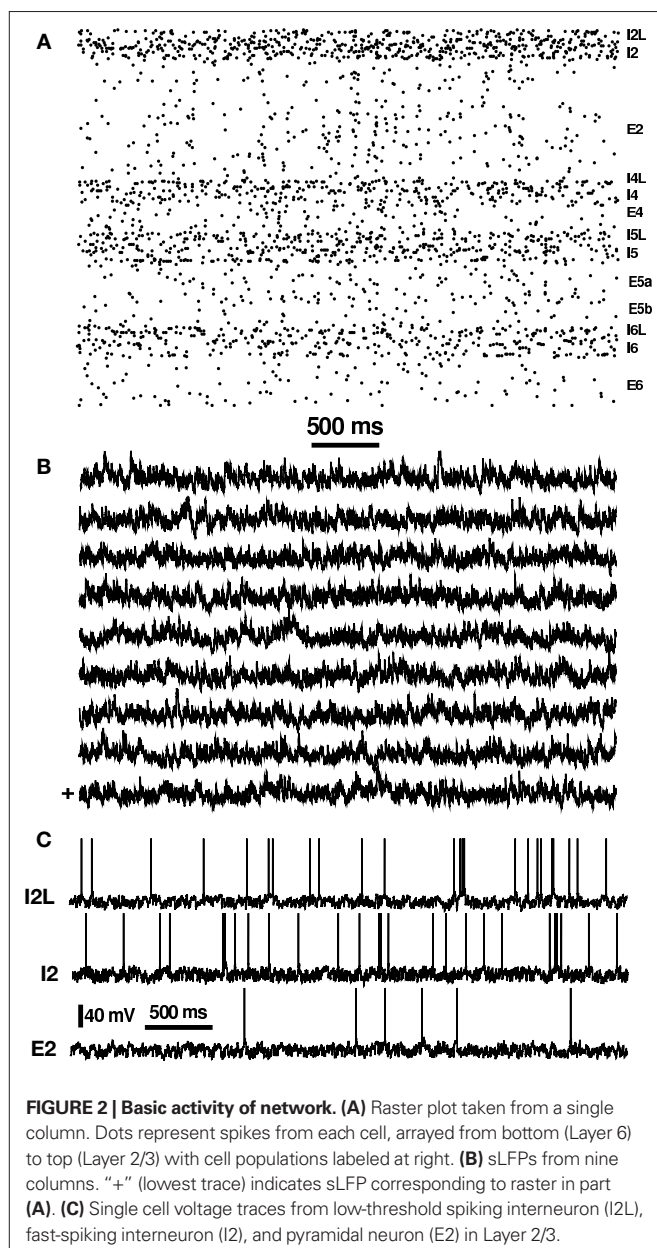 A
I2L
I2
E2
I4L
I4
E4
I5L
I5
E5a
E5b
I6L
I6
E6
500 ms
B
+
C
I2L
I2
40 mV
500 ms
E2
FIGURE 2 | Basic activity of network. (A) Raster plot taken from a single
column. Dots represent spikes from each cell, arrayed from bottom (Layer 6)
to top (Layer 2/3) with cell populations labeled at right. (B) sLFPs from nine
columns. "+" (lowest trace) indicates sLFP corresponding to raster in part
(A). (C) Single cell voltage traces from low-threshold spiking interneuron (I2L),
fast-spiking interneuron (I2), and pyramidal neuron (E2) in Layer 2/3.